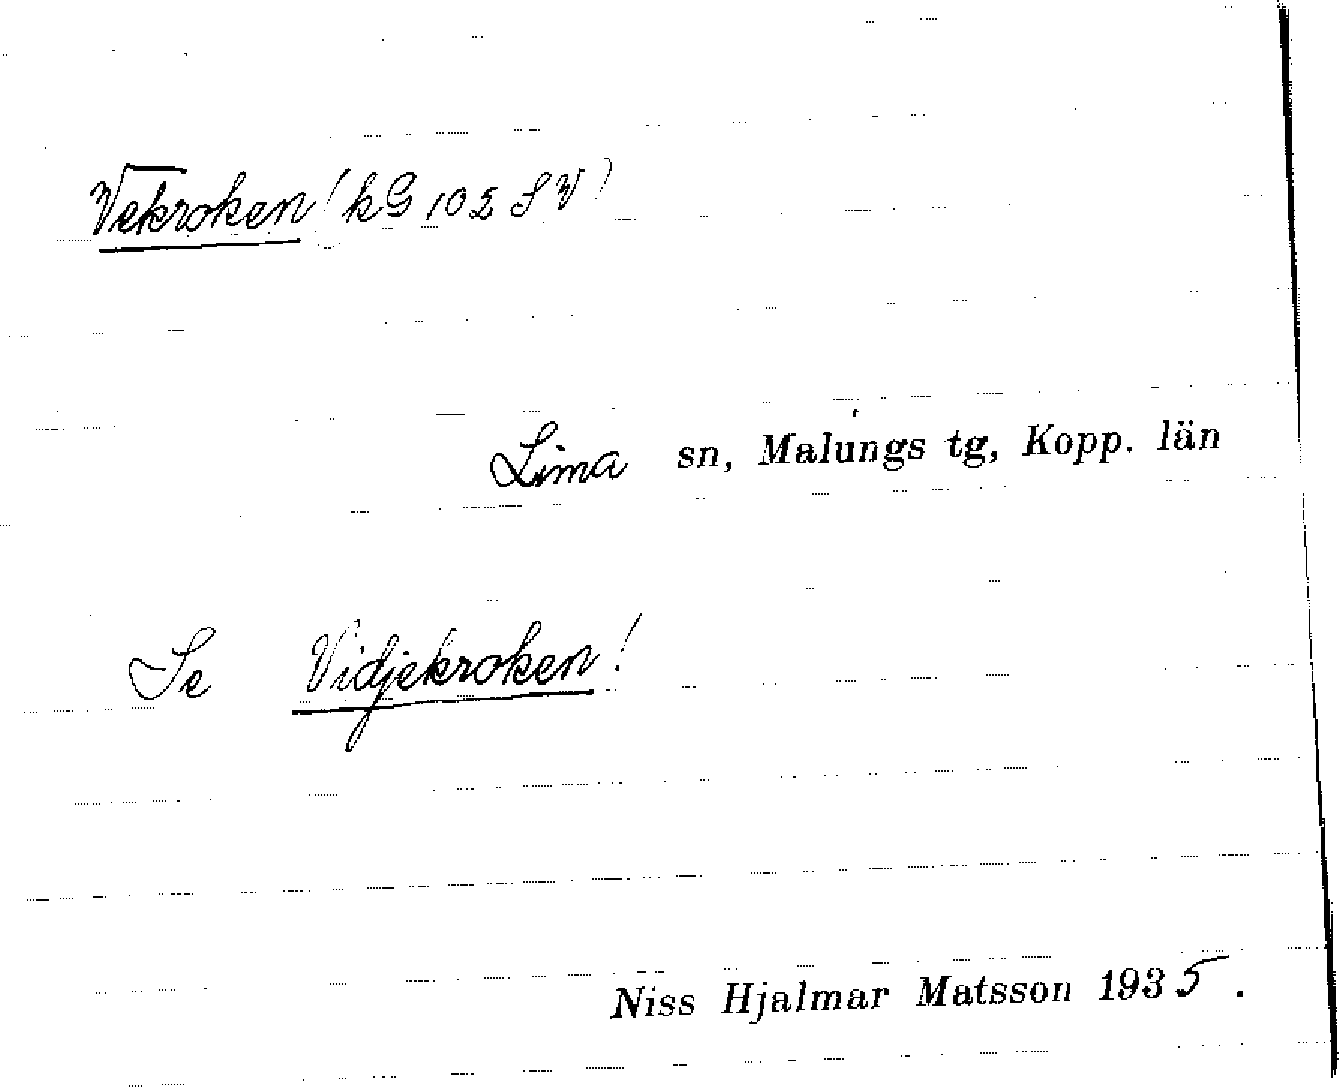 Vekroken (kG 102 SV)
Lima sn, Malungs tg, Kopp. län
Se Vidjekroken!
Niss Hjalmar Matsson 1935.